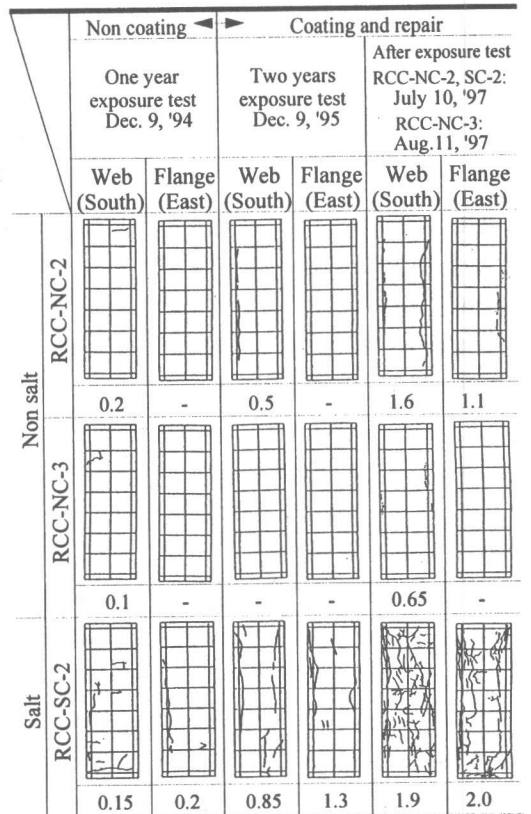 Non coating ◄► Coating and repair
One year
exposure test
Dec. 9, '94
Two years
exposure test
Dec. 9, '95
After exposure test
RCC-NC-2, SC-2:
July 10, '97
RCC-NC-3:
Aug.11, '97
Web
(South)
Flange
(East)
Web
(South)
Flange
(East)
Web
(South)
Flange
(East)
Non salt
RCC-NC-2
0.2 - 0.5 - 1.6 1.1
RCC-NC-3
0.1 - - - 0.65 -
Salt
RCC-SC-2
0.15 0.2 0.85 1.3 1.9 2.0